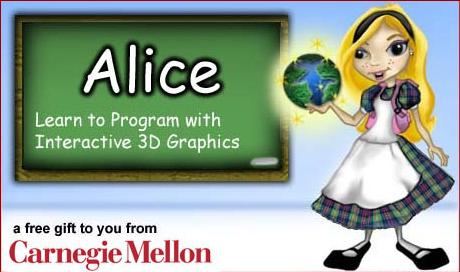 Alice
Learn to Program with
Interactive 3D Graphics
a free gift to you from
Carnegie Mellon